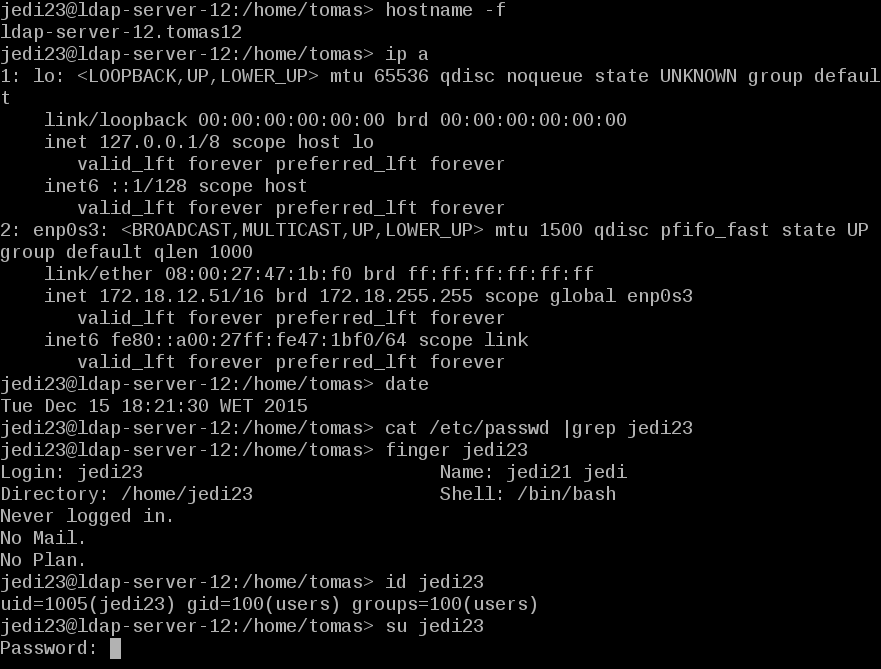 jedi23@ldap-server-12:/home/tomas> hostname -f
ldap-server-12.tomas12
jedi23@ldap-server-12:/home/tomas> ip a
1: lo: <LOOPBACK,UP,LOWER_UP> mtu 65536 qdisc noqueue state UNKNOWN group defaul
t
    link/loopback 00:00:00:00:00:00 brd 00:00:00:00:00:00
    inet 127.0.0.1/8 scope host lo
       valid_lft forever preferred_lft forever
    inet6 ::1/128 scope host
       valid_lft forever preferred_lft forever
2: enp0s3: <BROADCAST,MULTICAST,UP,LOWER_UP> mtu 1500 qdisc pfifo_fast state UP
group default qlen 1000
    link/ether 08:00:27:47:1b:f0 brd ff:ff:ff:ff:ff:ff
    inet 172.18.12.51/16 brd 172.18.255.255 scope global enp0s3
       valid_lft forever preferred_lft forever
    inet6 fe80::a00:27ff:fe47:1bf0/64 scope link
       valid_lft forever preferred_lft forever
jedi23@ldap-server-12:/home/tomas> date
Tue Dec 15 18:21:30 WET 2015
jedi23@ldap-server-12:/home/tomas> cat /etc/passwd |grep jedi23
jedi23@ldap-server-12:/home/tomas> finger jedi23
Login: jedi23                           Name: jedi21 jedi
Directory: /home/jedi23                 Shell: /bin/bash
Never logged in.
No Mail.
No Plan.
jedi23@ldap-server-12:/home/tomas> id jedi23
uid=1005(jedi23) gid=100(users) groups=100(users)
jedi23@ldap-server-12:/home/tomas> su jedi23
Password: